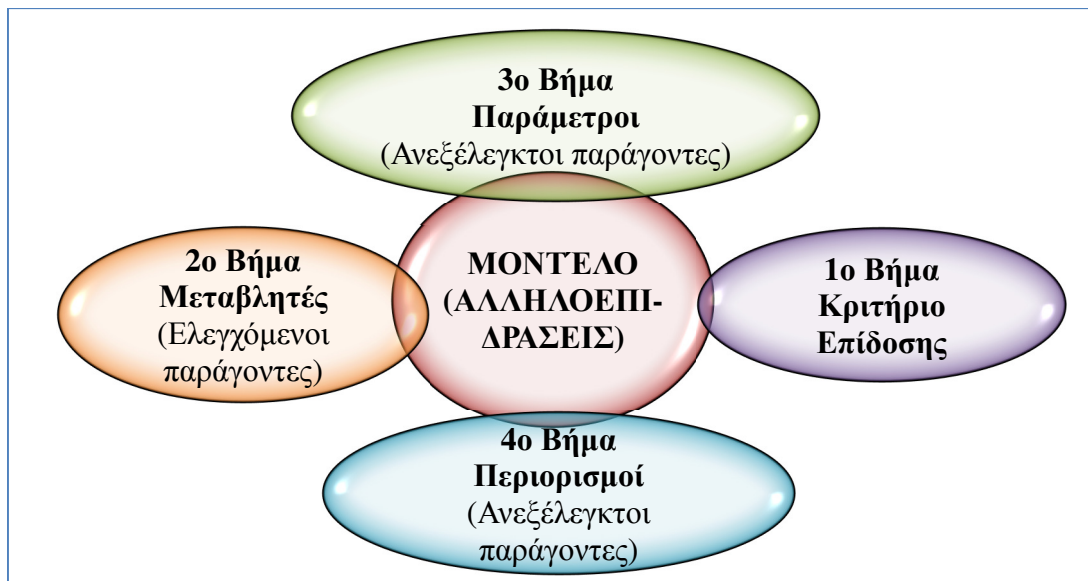 3ο Βήμα
Παράμετροι
(Ανεξέλεγκτοι παράγοντες)
2ο Βήμα
Μεταβλητές
(Ελεγχόμενοι
παράγοντες)
ΜΟΝΤΈΛΟ
(ΑΛΛΗΛΟΕΠΙ-
ΔΡΑΣΕΙΣ)
1ο Βήμα
Κριτήριο
Επίδοσης
4ο Βήμα
Περιορισμοί
(Ανεξέλεγκτοι
παράγοντες)